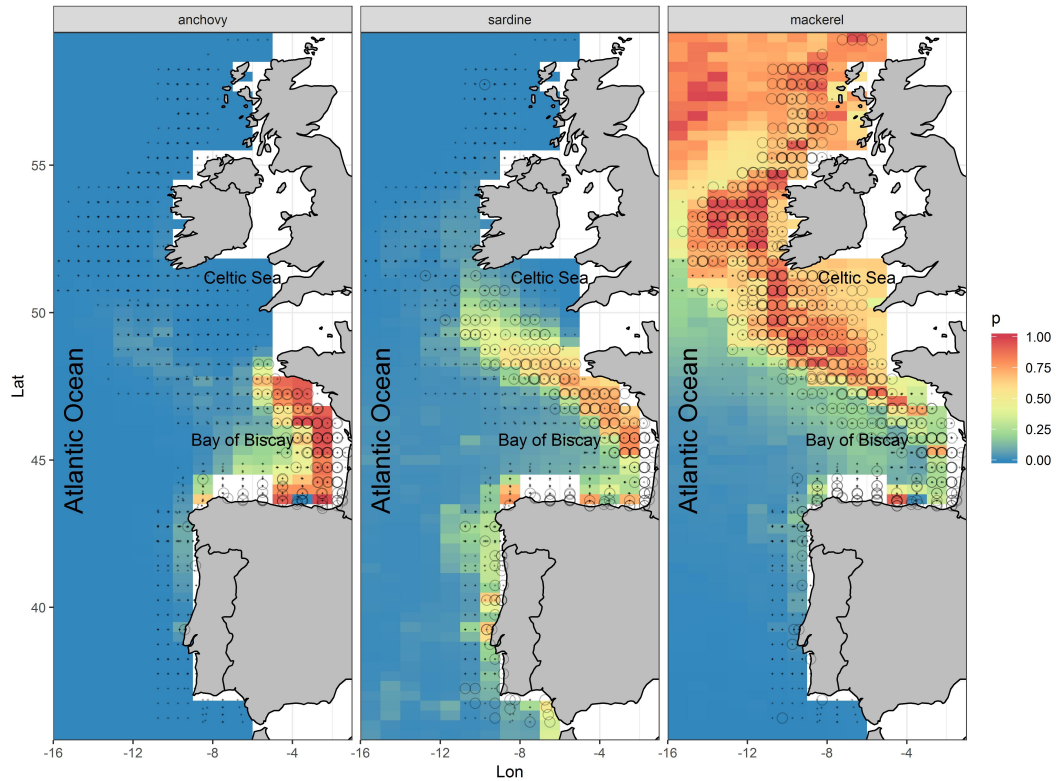 anchovy sardine mackerel
55
50
45
40
Lat
Celtic Sea Celtic Sea Celtic Sea
Bay of Biscay Bay of Biscay Bay of Biscay
Atlantic Ocean Atlantic Ocean Atlantic Ocean
-16 -12 -8 -4 -16 -12 -8 -4 -16 -12 -8 -4
Lon
p
1.00
0.75
0.50
0.25
0.00